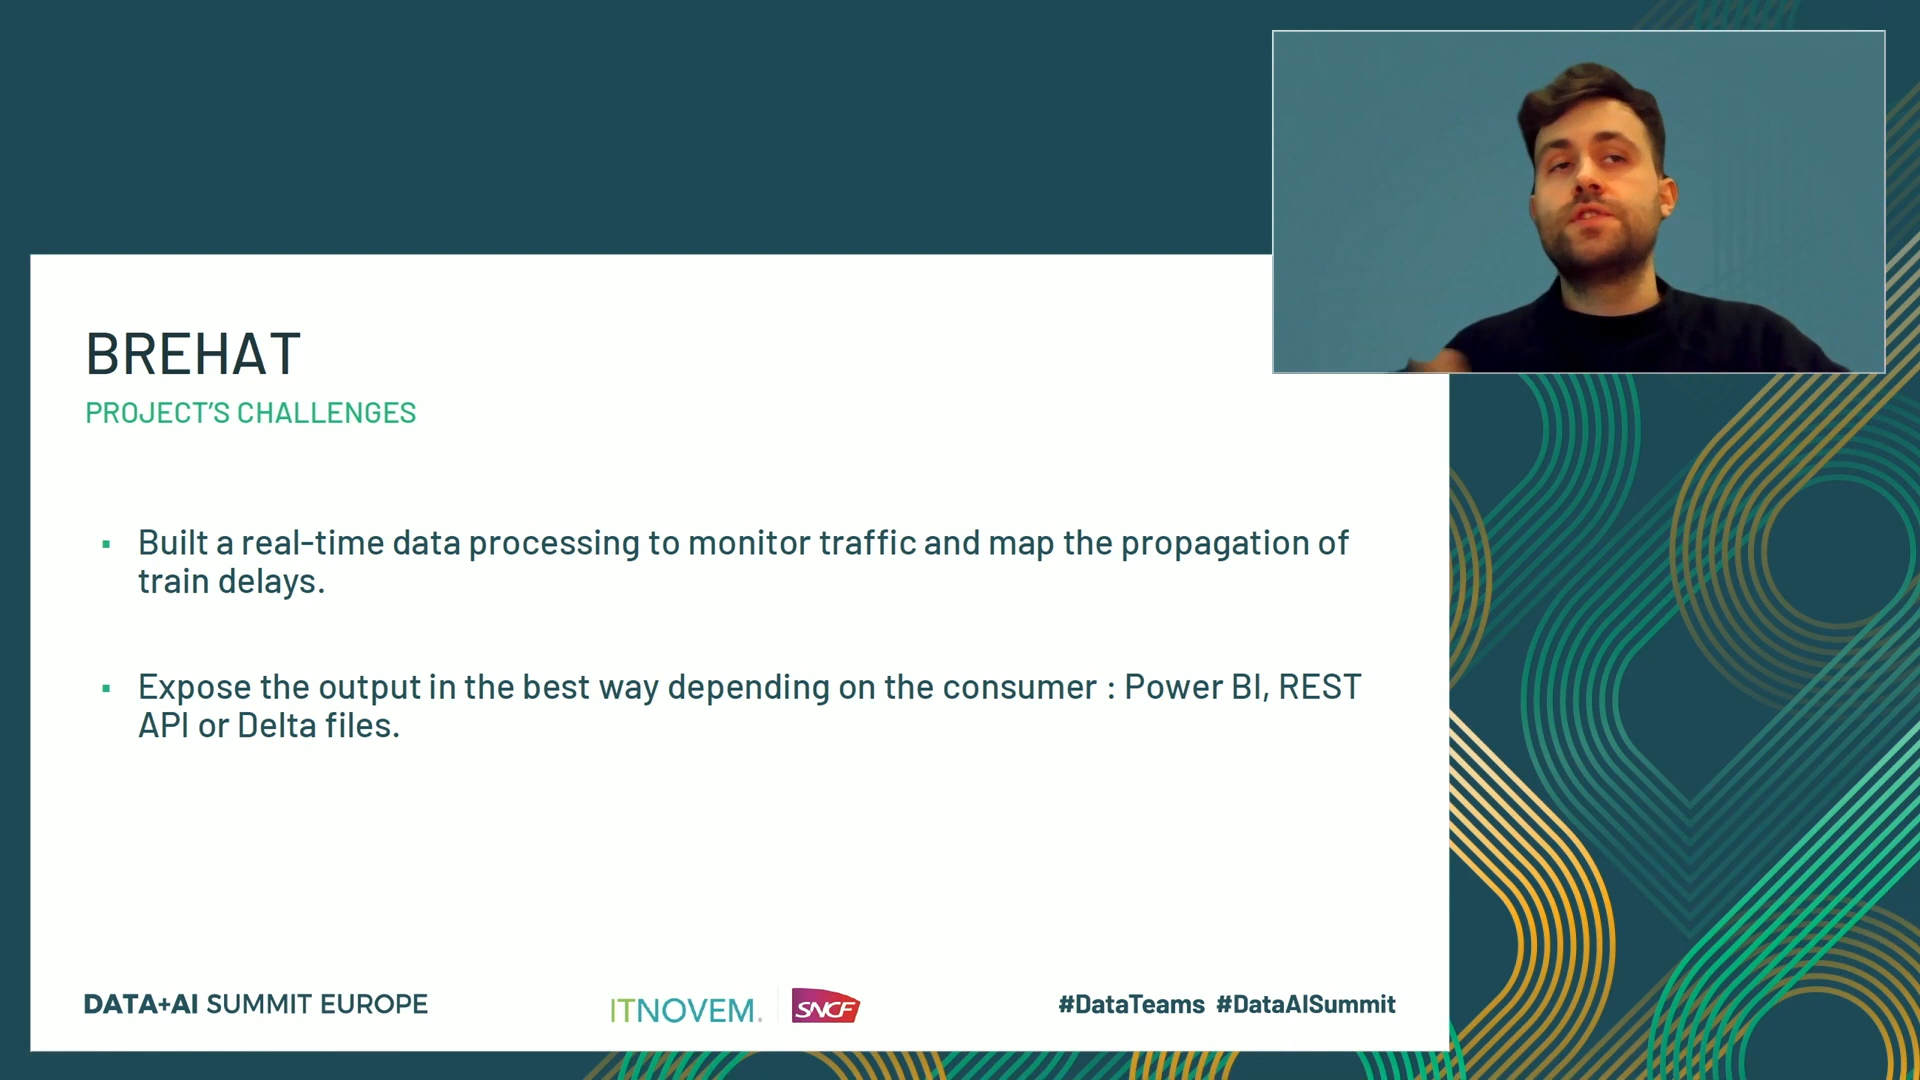 BREHAT
PROJECT'S CHALLENGES
▪ Built a real-time data processing to monitor traffic and map the propagation of
train delays.
▪ Expose the output in the best way depending on the consumer : Power BI, REST
API or Delta files.
DATA+AI SUMMIT EUROPE
ITNOVEM.
SNCF
#DataTeams #DataAISummit